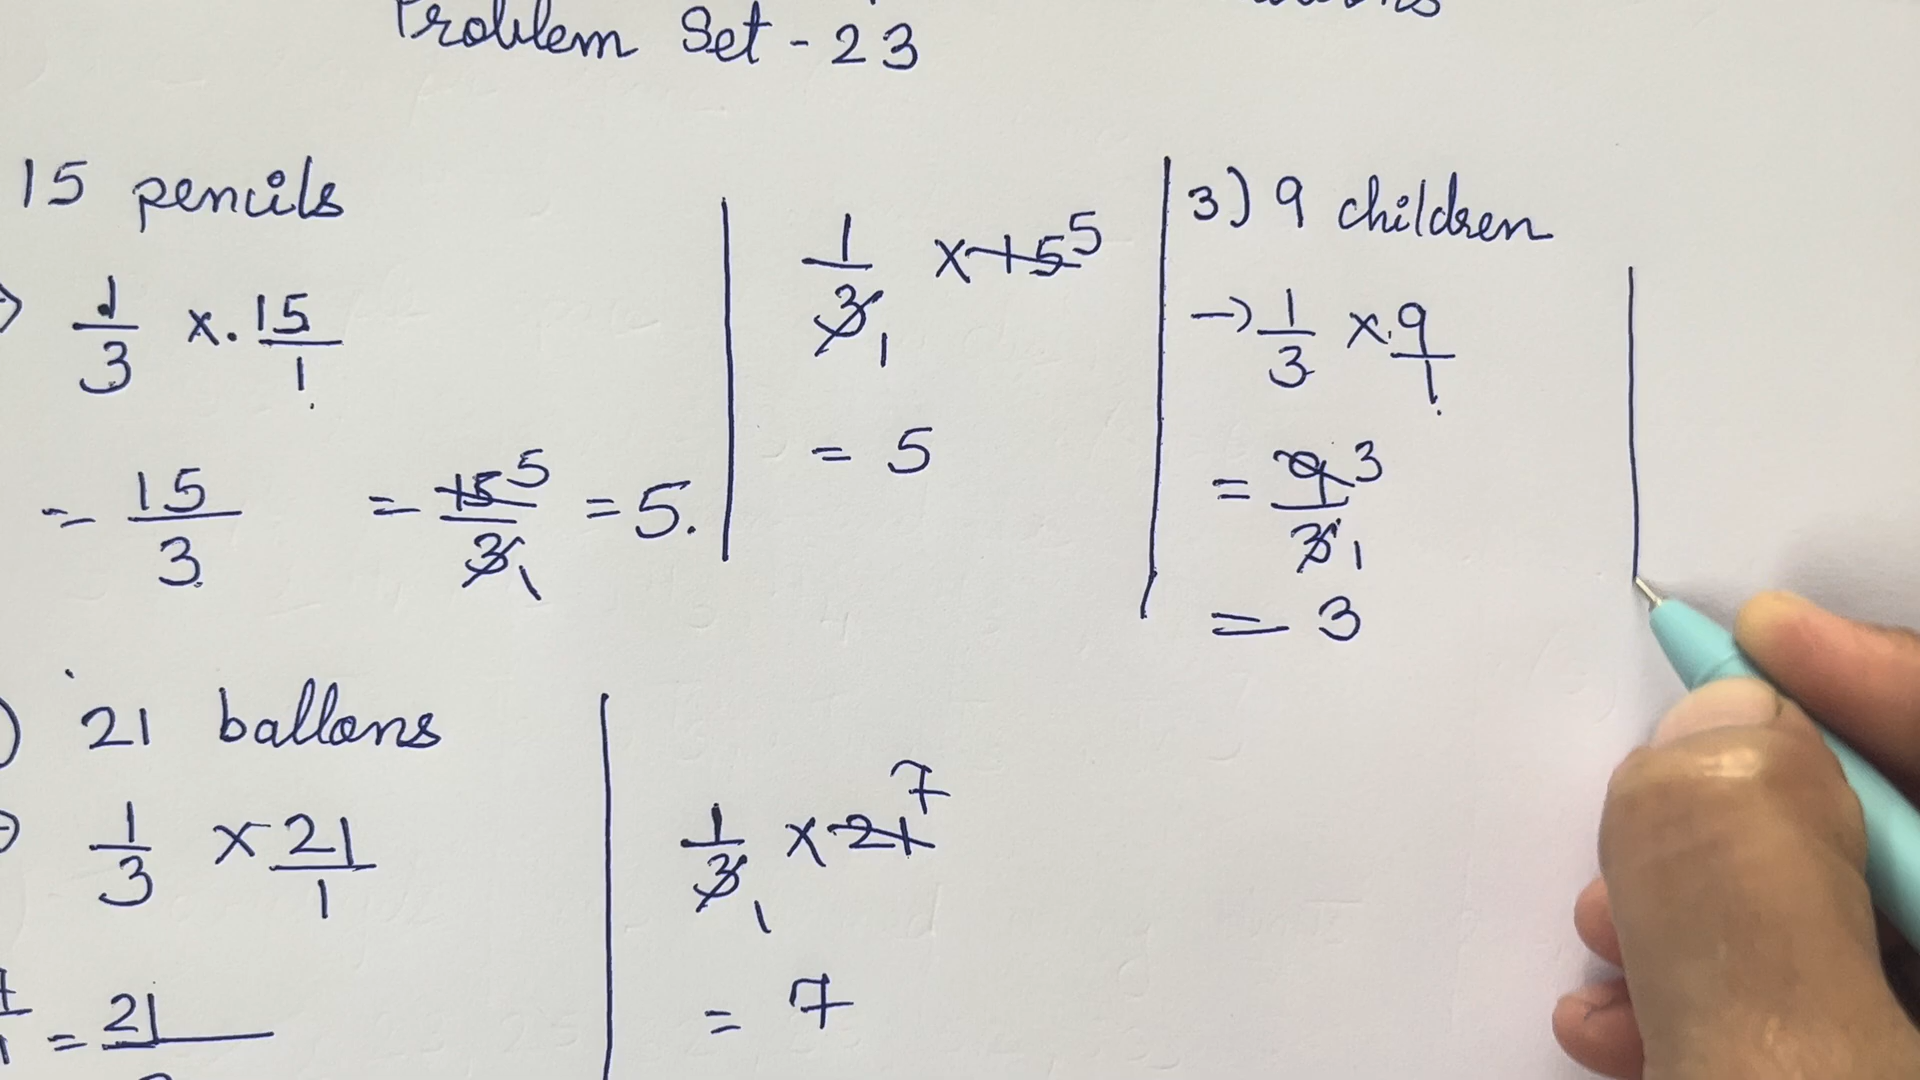 Problem Set - 23
15 pencils
1/3 x 15/1
= 15/3 = 15 5/3 1 = 5.
1/3 1 x 15 5
= 5
3) 9 children
→ 1/3 x 9/1
= 9 3/3 1
= 3
21 ballons
1/3 x 21/1
= 21
1/3 1 x 21 7
= 7